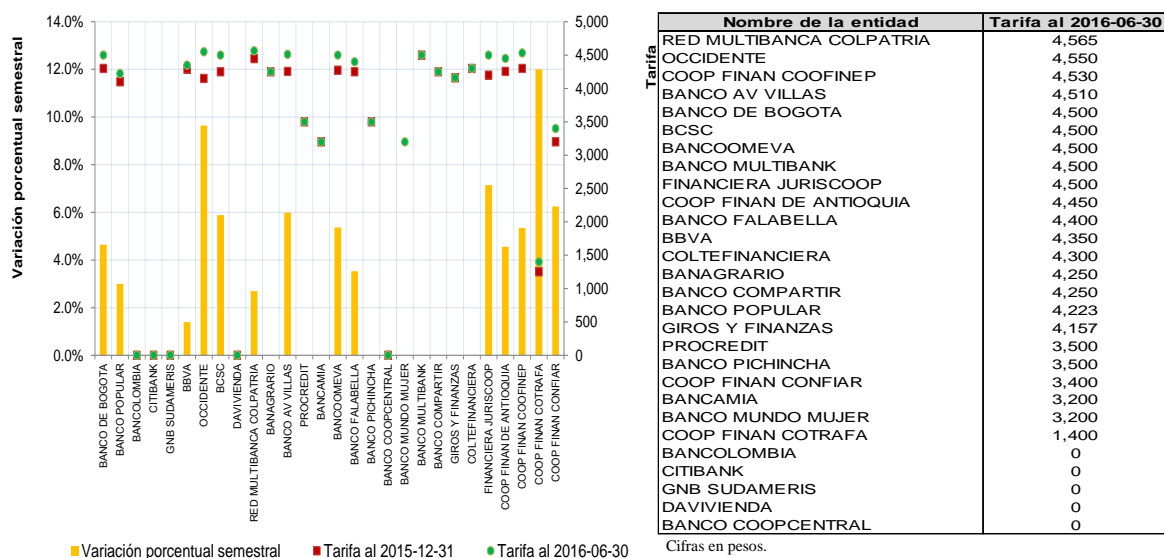 Variación porcentual semestral
14.0%
12.0%
10.0%
8.0%
6.0%
4.0%
2.0%
0.0%
5,000
4,500
4,000
3,500
3,000
2,500
2,000
1,500
1,000
500
0
Tarifa
BANCO DE BOGOTA
BANCO POPULAR
BANCOLOMBIA
CITIBANK
GNB SUDAMERIS
BBVA
OCCIDENTE
BCSC
DAVIVIENDA
RED MULTIBANCA COLPATRIA
BANAGRARIO
BANCO AV VILLAS
PROCREDIT
BANCAMIA
BANCOOMEVA
BANCO FALABELLA
BANCO PICHINCHA
BANCO COOPCENTRAL
BANCO MUNDO MUJER
BANCO MULTIBANK
BANCO COMPARTIR
GIROS Y FINANZAS
COLTEFINANCIERA
FINANCIERA JURISCOOP
COOP FINAN DE ANTIOQUIA
COOP FINAN COOFINEP
COOP FINAN COTRAFA
COOP FINAN CONFIAR
Variación porcentual semestral Tarifa al 2015-12-31 Tarifa al 2016-06-30
Nombre de la entidad Tarifa al 2016-06-30
RED MULTIBANCA COLPATRIA 4,565
OCCIDENTE 4,550
COOP FINAN COOFINEP 4,530
BANCO AV VILLAS 4,510
BANCO DE BOGOTA 4,500
BCSC 4,500
BANCOOMEVA 4,500
BANCO MULTIBANK 4,500
FINANCIERA JURISCOOP 4,500
COOP FINAN DE ANTIOQUIA 4,450
BANCO FALABELLA 4,400
BBVA 4,350
COLTEFINANCIERA 4,300
BANAGRARIO 4,250
BANCO COMPARTIR 4,250
BANCO POPULAR 4,223
GIROS Y FINANZAS 4,157
PROCREDIT 3,500
BANCO PICHINCHA 3,500
COOP FINAN CONFIAR 3,400
BANCAMIA 3,200
BANCO MUNDO MUJER 3,200
COOP FINAN COTRAFA 1,400
BANCOLOMBIA 0
CITIBANK 0
GNB SUDAMERIS 0
DAVIVIENDA 0
BANCO COOPCENTRAL 0
Cifras en pesos.